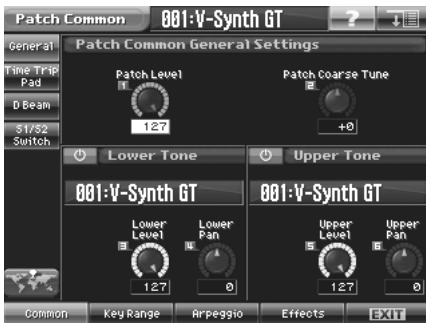 Patch Common
001:V-Synth GT
?
General
Patch Common General Settings
Time Trip
Pad
D Beam
S1/S2
Switch
Patch Level
1
127
Patch Coarse Tune
2
+0
Lower Tone
Upper Tone
001:V-Synth GT
001:V-Synth GT
Lower
Level
3
127
Lower
Pan
4
0
Upper
Level
5
127
Upper
Pan
6
0
Common
Key Range
Arpeggio
Effects
EXIT